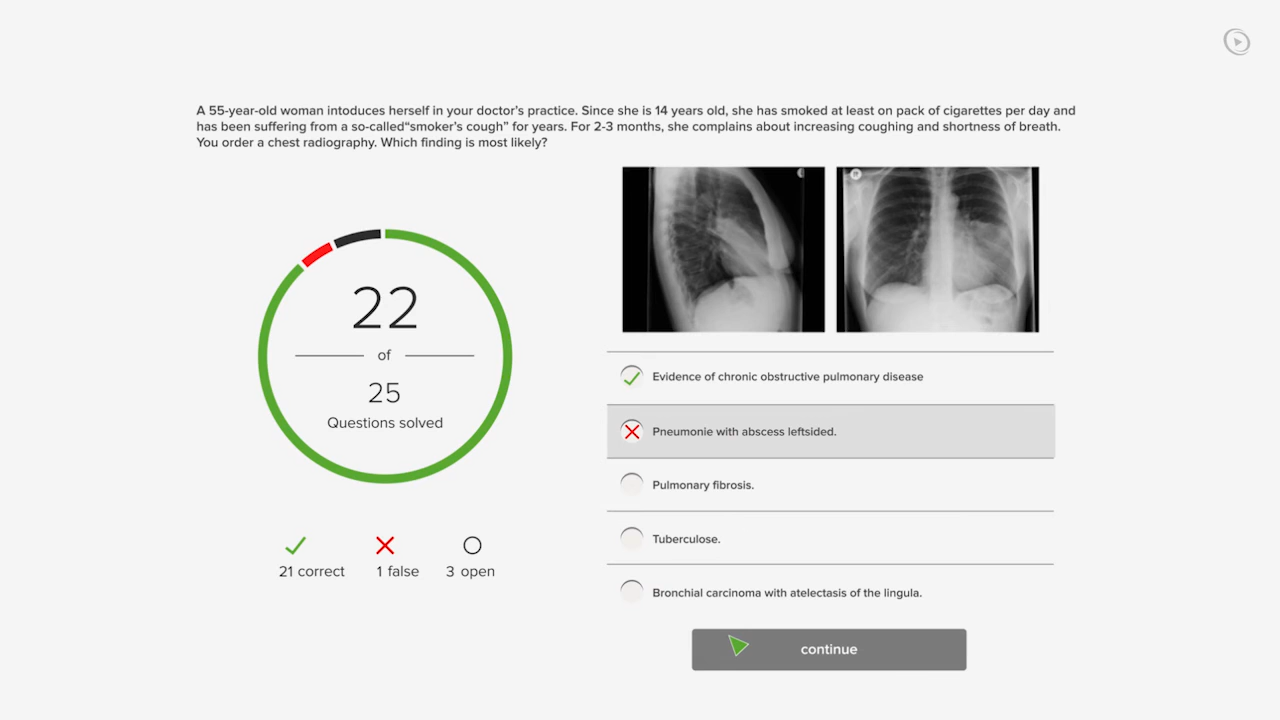 A 55-year-old woman intoduces herself in your doctor's practice. Since she is 14 years old, she has smoked at least on pack of cigarettes per day and
has been suffering from a so-called“smoker's cough” for years. For 2-3 months, she complains about increasing coughing and shortness of breath.
You order a chest radiography. Which finding is most likely?
22
of
25
Questions solved
21 correct
1 false
3 open
Evidence of chronic obstructive pulmonary disease
Pneumonie with abscess leftsided.
Pulmonary fibrosis.
Tuberculose.
Bronchial carcinoma with atelectasis of the lingula.
continue